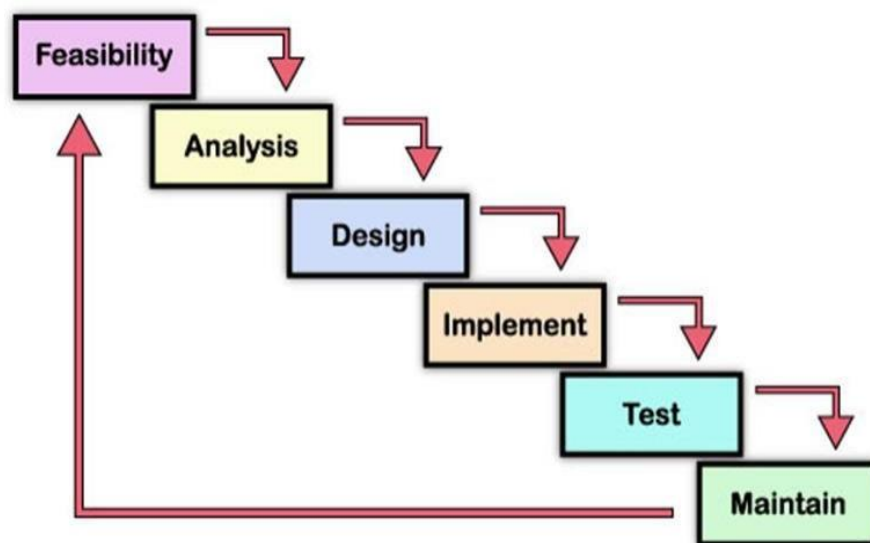 Feasibility
Analysis
Design
Implement
Test
Maintain